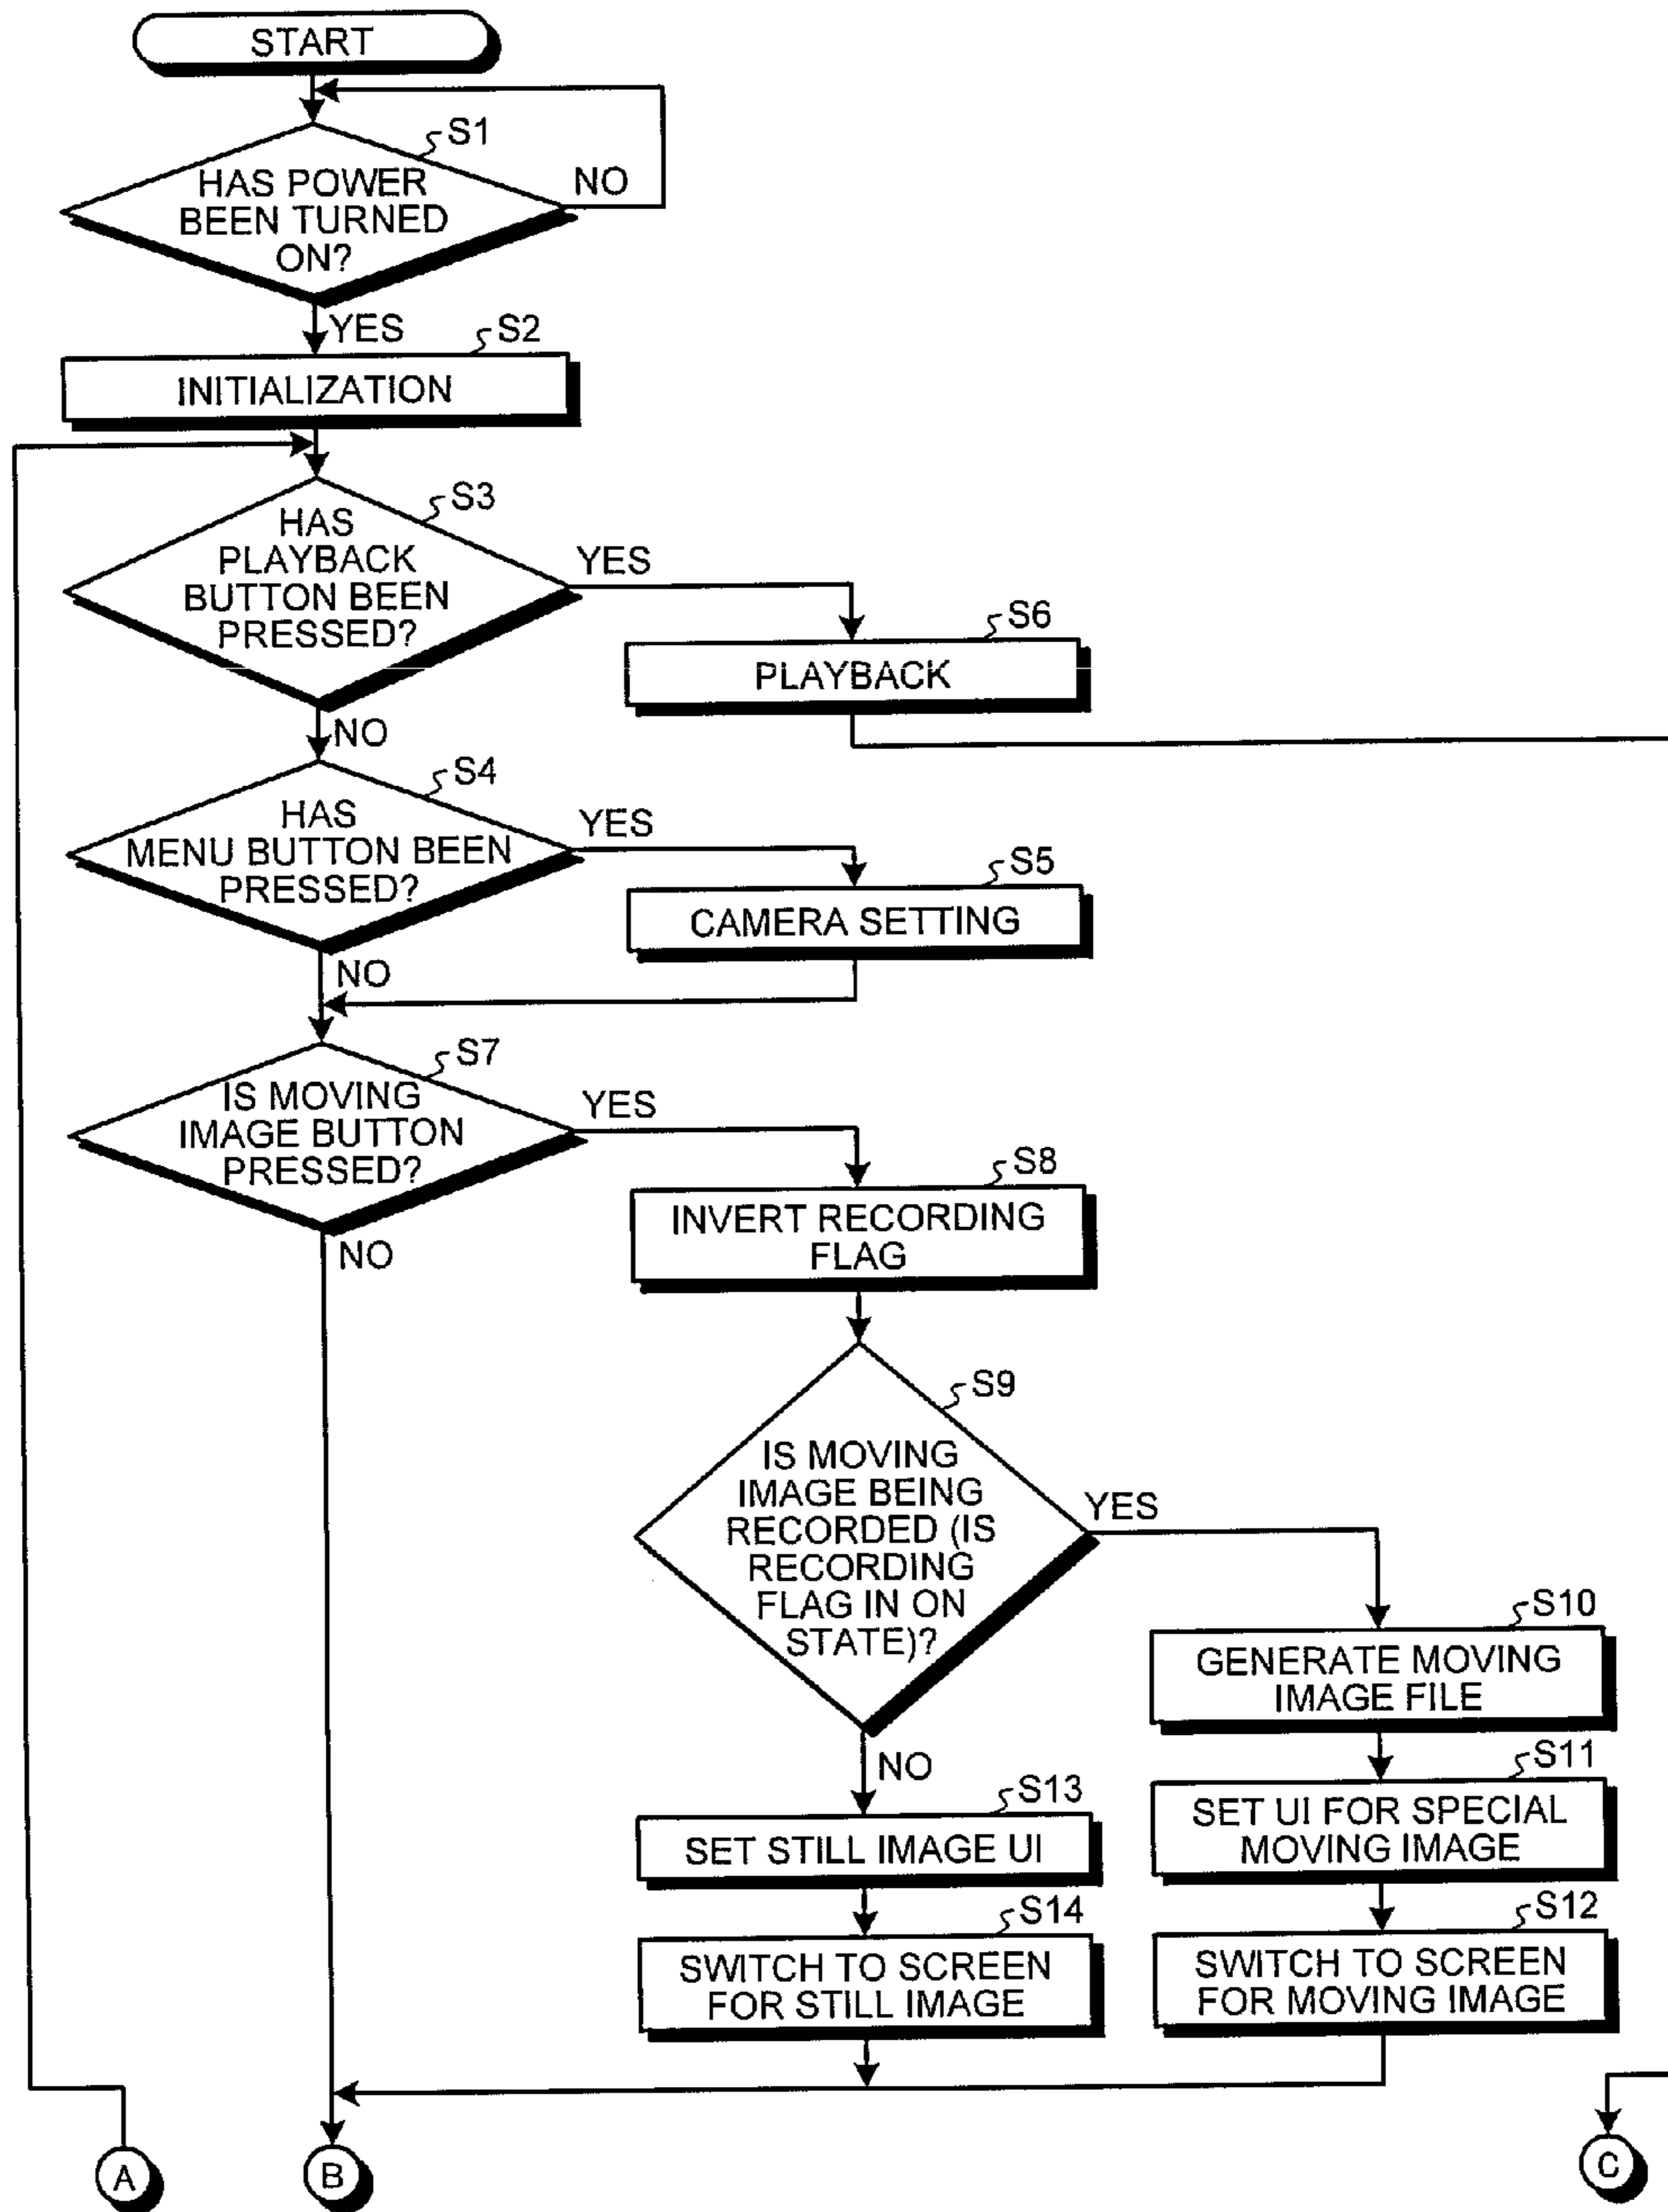 START
S1
HAS POWER
BEEN TURNED
ON?
NO
YES
S2
INITIALIZATION
S3
HAS
PLAYBACK
BUTTON BEEN
PRESSED?
YES
S6
PLAYBACK
NO
S4
HAS
MENU BUTTON BEEN
PRESSED?
YES
S5
CAMERA SETTING
NO
S7
IS MOVING
IMAGE BUTTON
PRESSED?
YES
S8
INVERT RECORDING
FLAG
NO
S9
IS MOVING
IMAGE BEING
RECORDED (IS
RECORDING
FLAG IN ON
STATE)?
YES
S10
GENERATE MOVING
IMAGE FILE
NO
S11
SET UI FOR SPECIAL
MOVING IMAGE
S13
SET STILL IMAGE UI
S12
SWITCH TO SCREEN
FOR MOVING IMAGE
S14
SWITCH TO SCREEN
FOR STILL IMAGE
A
B
C